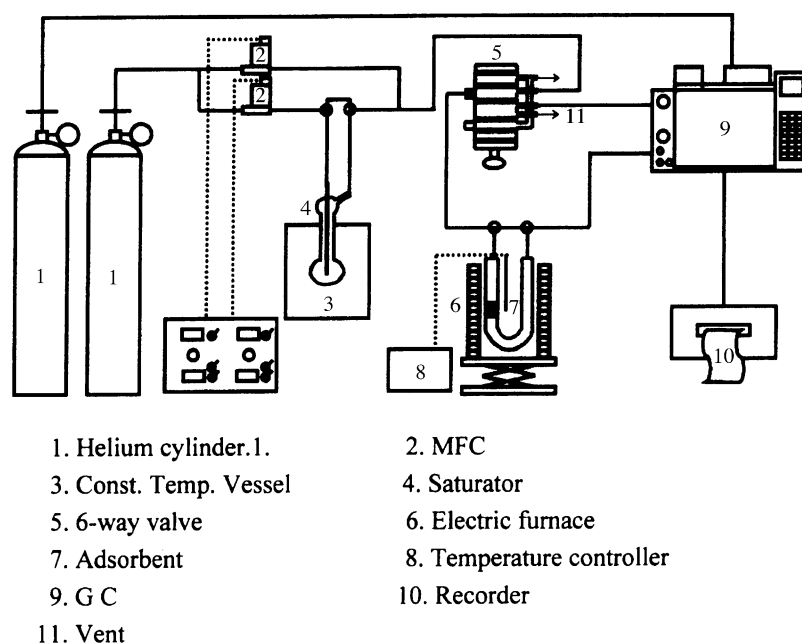 2
2
5
11
9
4
1
1
3
6
7
8
10
1. Helium cylinder.1.
2. MFC
3. Const. Temp. Vessel
4. Saturator
5. 6-way valve
6. Electric furnace
7. Adsorbent
8. Temperature controller
9. G C
10. Recorder
11. Vent